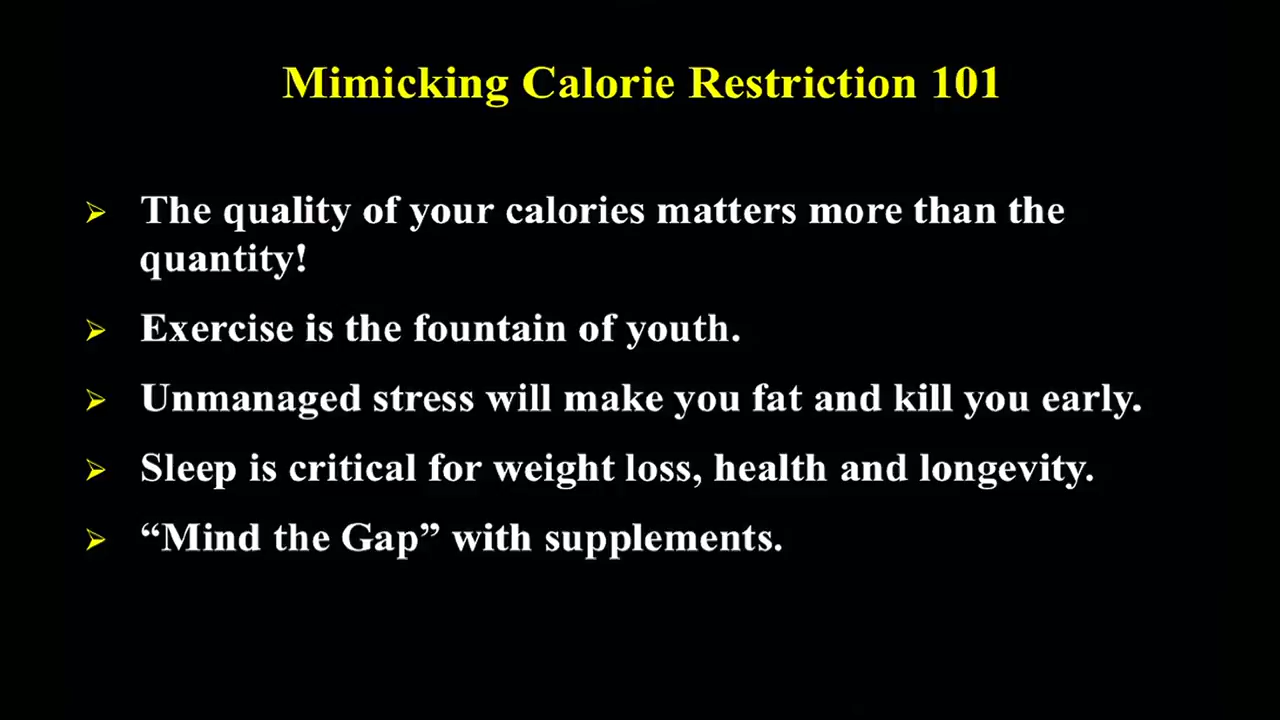 Mimicking Calorie Restriction 101
➢ The quality of your calories matters more than the
quantity!
➢ Exercise is the fountain of youth.
➢ Unmanaged stress will make you fat and kill you early.
➢ Sleep is critical for weight loss, health and longevity.
➢ “Mind the Gap” with supplements.